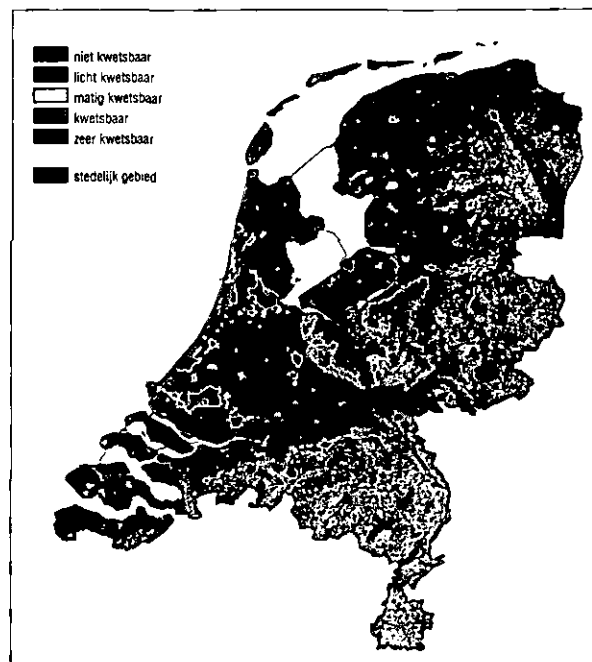 niet kwetsbaar
licht kwetsbaar
matig kwetsbaar
kwetsbaar
zeer kwetsbaar
stedelijk gebied